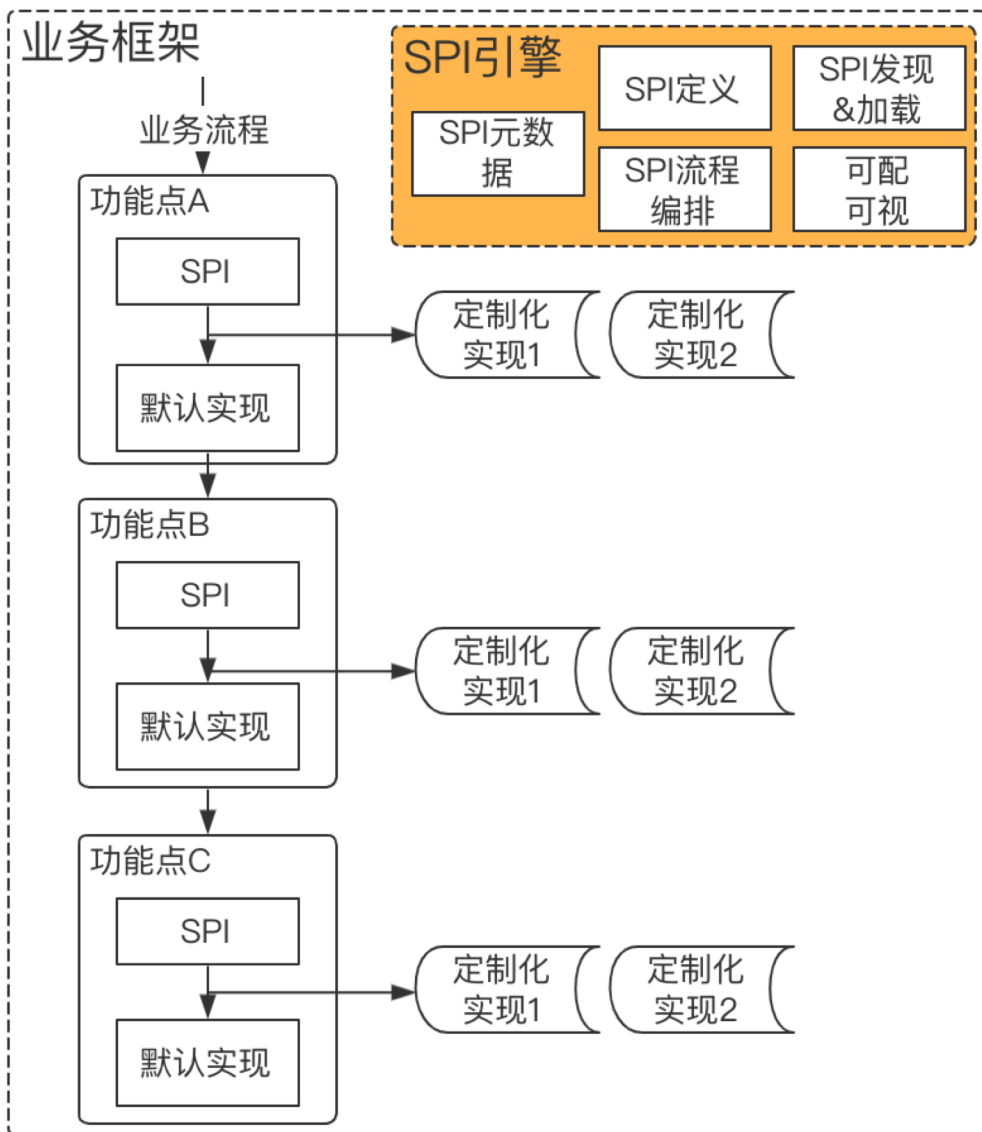 业务框架
业务流程
SPI引擎
SPI元数
据
SPI定义
SPI发现
&加载
SPI流程
编排
可配
可视
功能点A
SPI
默认实现
定制化
实现1
定制化
实现2
功能点B
SPI
默认实现
定制化
实现1
定制化
实现2
功能点C
SPI
默认实现
定制化
实现1
定制化
实现2